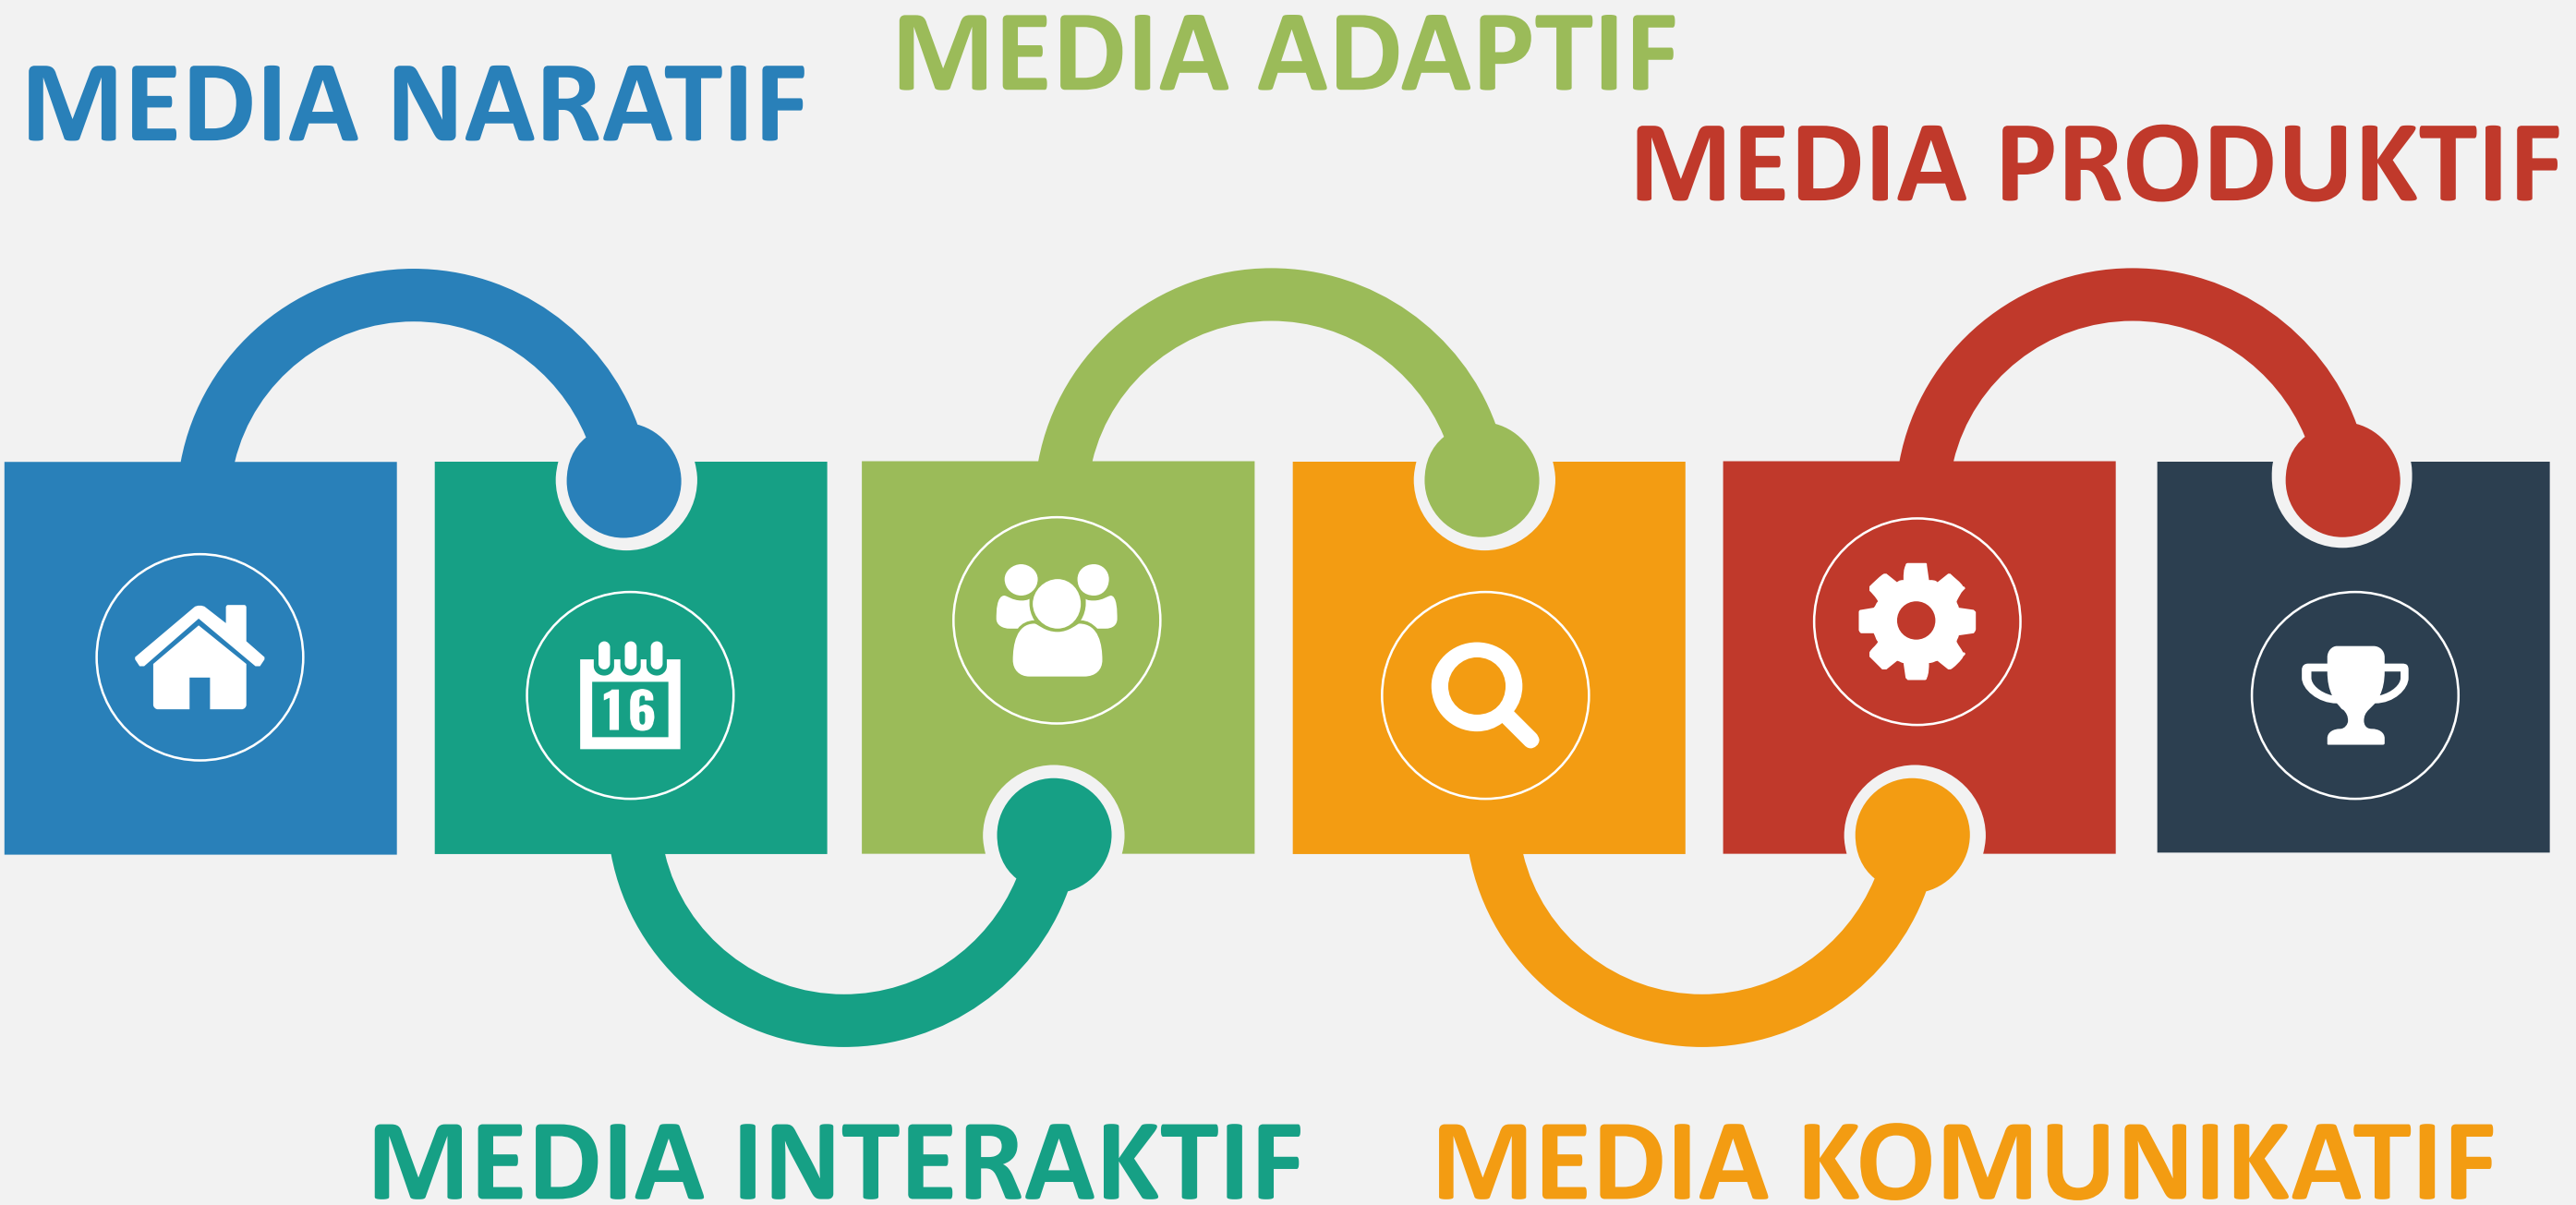 MEDIA NARATIF
MEDIA ADAPTIF
MEDIA PRODUKTIF
16
MEDIA INTERAKTIF
MEDIA KOMUNIKATIF